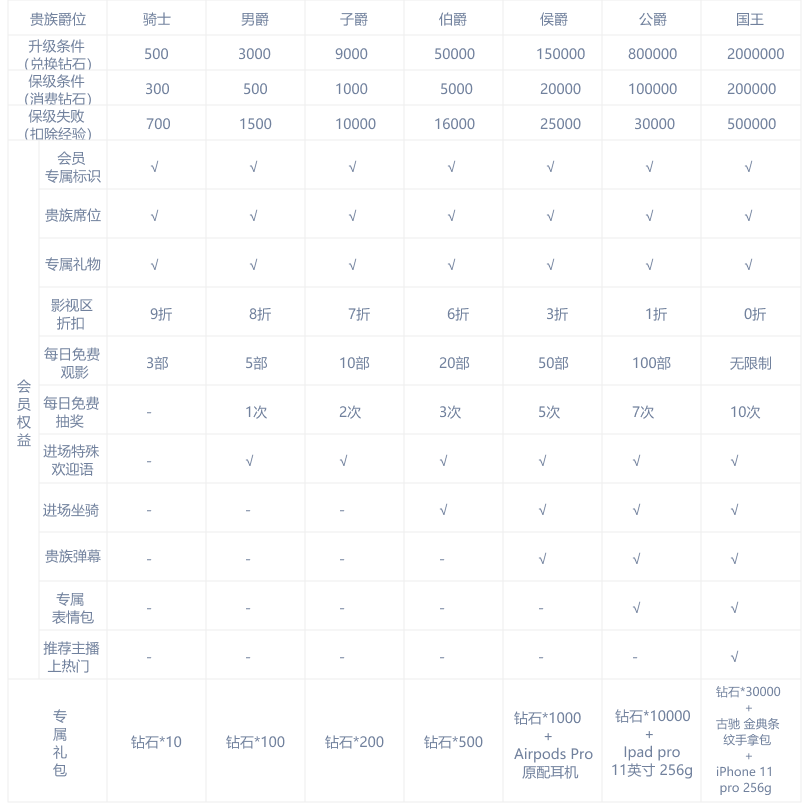 贵族爵位 骑士 男爵 子爵 伯爵 侯爵 公爵 国王
升级条件
(兑换钻石) 500 3000 9000 50000 150000 800000 2000000
保级条件
(消费钻石) 300 500 1000 5000 20000 100000 200000
保级失败
(扣除经验) 700 1500 10000 16000 25000 30000 500000
会员权益
会员
专属标识 √ √ √ √ √ √ √
贵族席位 √ √ √ √ √ √ √
专属礼物 √ √ √ √ √ √ √
影视区
折扣 9折 8折 7折 6折 3折 1折 0折
每日免费
观影 3部 5部 10部 20部 50部 100部 无限制
每日免费
抽奖 - 1次 2次 3次 5次 7次 10次
进场特殊
欢迎语 - √ √ √ √ √ √
进场坐骑 - - - √ √ √ √
贵族弹幕 - - - - √ √ √
专属
表情包 - - - - - √ √
推荐主播
上热门 - - - - - - √
专属礼包
钻石*10
钻石*100
钻石*200
钻石*500
钻石*1000
+
Airpods Pro
原配耳机
钻石*10000
+
Ipad pro
11英寸 256g
钻石*30000
+
古驰 金典条
纹手拿包
+
iPhone 11
pro 256g